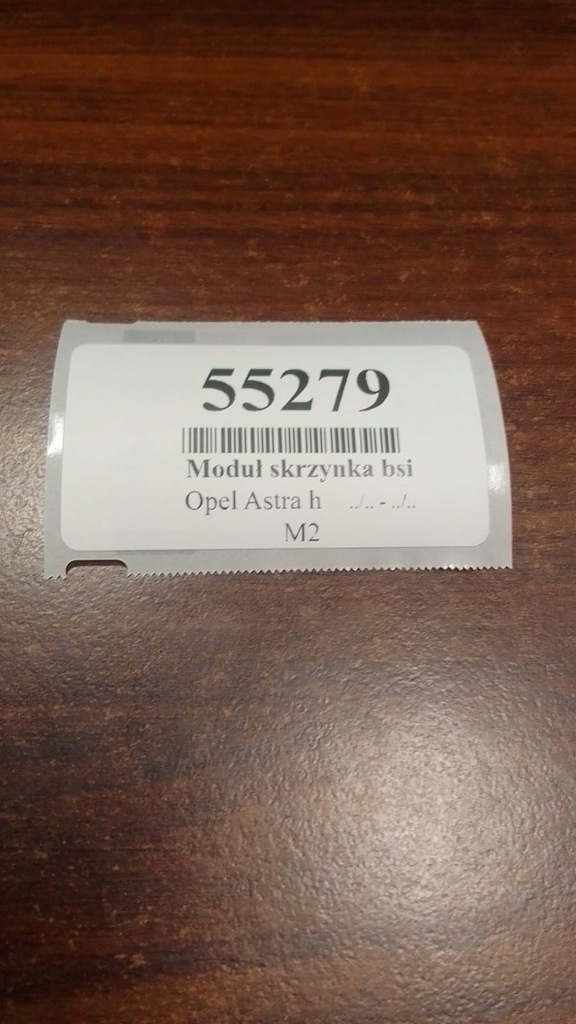 55279
Moduł skrzynka bsi
Opel Astra h ../.. - ../..
M2